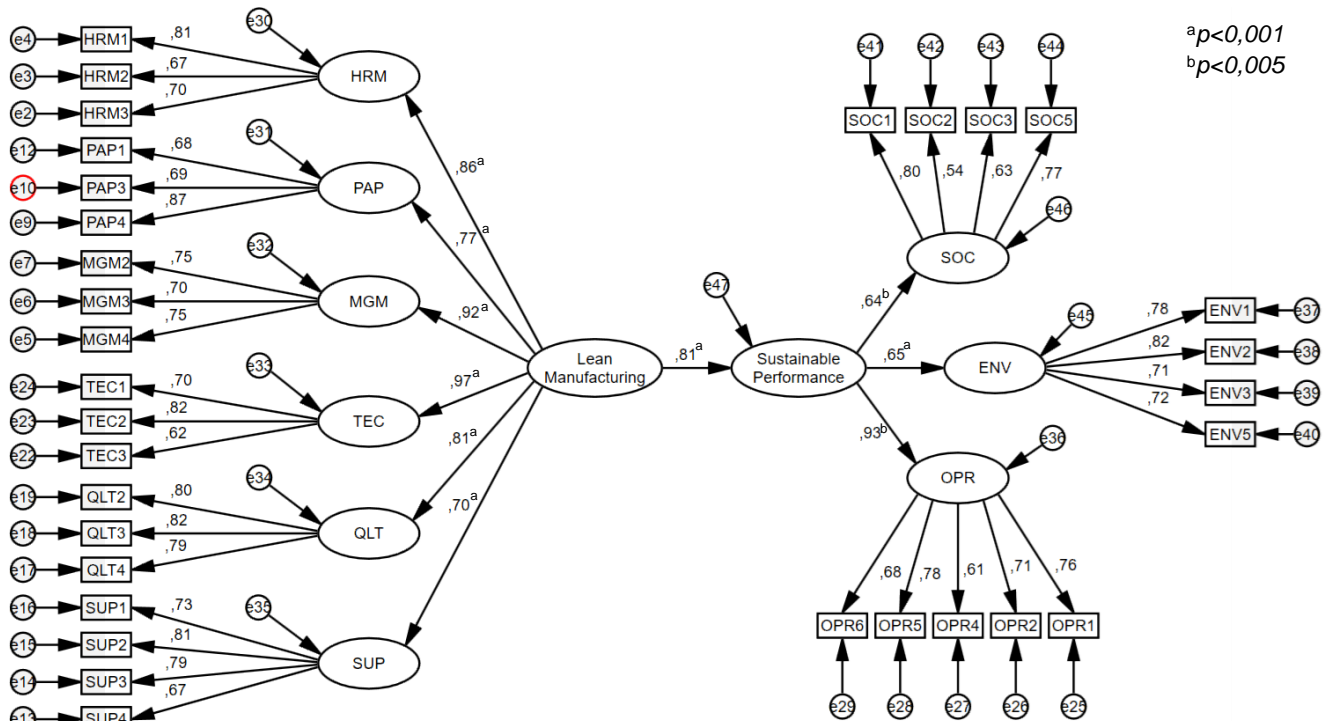 ᵃp<0,001
ᵇp<0,005
e4 HRM1 ,81
e3 HRM2 ,67
e2 HRM3 ,70
e30
HRM
e12 PAP1 ,68
e10 PAP3 ,69
e9 PAP4 ,87
e31
PAP
e7 MGM2 ,75
e6 MGM3 ,70
e5 MGM4 ,75
e32
MGM
e24 TEC1 ,70
e23 TEC2 ,82
e22 TEC3 ,62
e33
TEC
e19 QLT2 ,80
e18 QLT3 ,82
e17 QLT4 ,79
e34
QLT
e16 SUP1 ,73
e15 SUP2 ,81
e14 SUP3 ,79
e13 SUP4 ,67
e35
SUP
,86ᵃ
,77ᵃ
,92ᵃ
,97ᵃ
,81ᵃ
,70ᵃ
Lean
Manufacturing
,81ᵃ
e47
Sustainable
Performance
,64ᵇ
,65ᵃ
,93ᵇ
e41 e42 e43 e44
SOC1 SOC2 SOC3 SOC5
,80 ,54 ,63 ,77
e46
SOC
e45
ENV
,78 ENV1 e37
,82 ENV2 e38
,71 ENV3 e39
,72 ENV5 e40
e36
OPR
,68 ,78 ,61 ,71 ,76
OPR6 OPR5 OPR4 OPR2 OPR1
e29 e28 e27 e26 e25